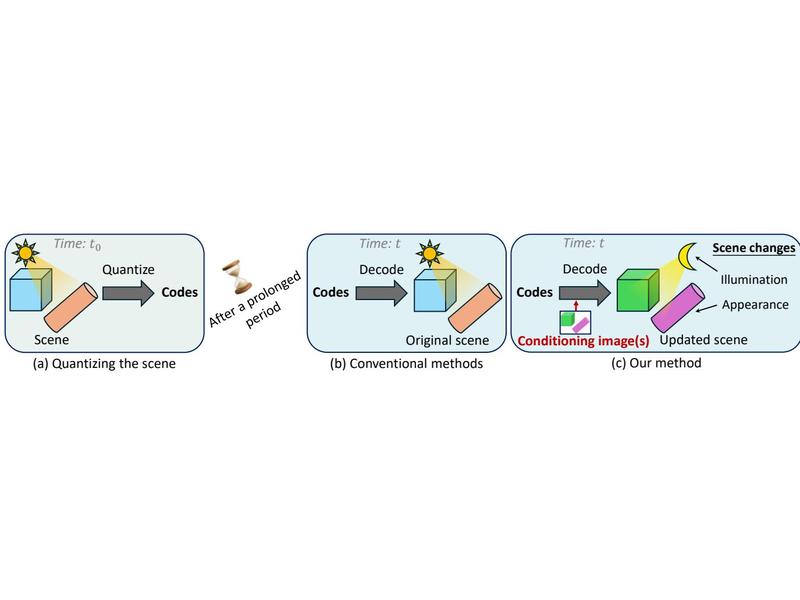 Time: t₀
Quantize
Codes
Scene
(a) Quantizing the scene
After a prolonged
period
Time: t
Decode
Codes
Original scene
(b) Conventional methods
Time: t
Scene changes
Decode
Illumination
Codes
Appearance
Conditioning image(s)
Updated scene
(c) Our method